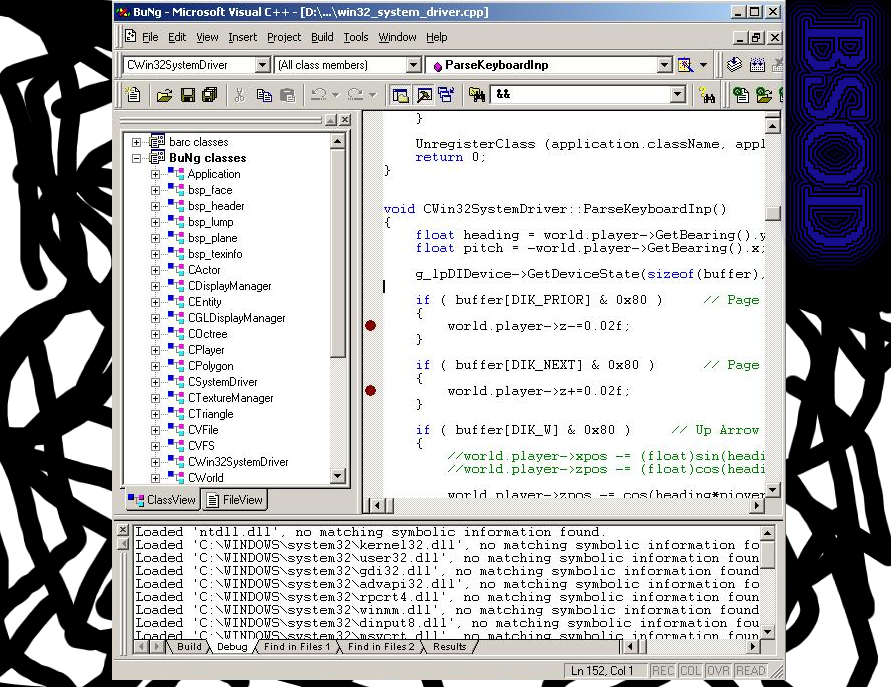 BuNg - Microsoft Visual C++ - [D:\...\win32_system_driver.cpp]
File Edit View Insert Project Build Tools Window Help
CWin32SystemDriver (All class members) ParseKeyboardInp
&&
barc classes
BuNg classes
Application
bsp_face
bsp_header
bsp_lump
bsp_plane
bsp_texinfo
CActor
CDisplayManager
CEntity
CGLDisplayManager
COctree
CPlayer
CPolygon
CSystemDriver
CTextureManager
CTriangle
CVFile
CVFS
CWin32SystemDriver
CWorld
ClassView FileView
}
UnregisterClass (application.className, appl
return 0;
}
void CWin32SystemDriver::ParseKeyboardInp()
{
float heading = world.player->GetBearing().y
float pitch = -world.player->GetBearing().x;
g_lpDIDevice->GetDeviceState(sizeof(buffer),
if ( buffer[DIK_PRIOR] & 0x80 ) // Page
{
world.player->z-=0.02f;
}
if ( buffer[DIK_NEXT] & 0x80 ) // Page
{
world.player->z+=0.02f;
}
if ( buffer[DIK_W] & 0x80 ) // Up Arrow
{
//world.player->xpos -= (float)sin(headi
//world.player->zpos -= (float)cos(headi
world.player->zpos -= cos(heading*piover
Loaded 'ntdll.dll', no matching symbolic information found.
Loaded 'C:\WINDOWS\system32\kernel32.dll', no matching symbolic information fo
Loaded 'C:\WINDOWS\system32\user32.dll', no matching symbolic information foun
Loaded 'C:\WINDOWS\system32\gdi32.dll', no matching symbolic information found
Loaded 'C:\WINDOWS\system32\advapi32.dll', no matching symbolic information fo
Loaded 'C:\WINDOWS\system32\rpcrt4.dll', no matching symbolic information foun
Loaded 'C:\WINDOWS\system32\winmm.dll', no matching symbolic information found
Loaded 'C:\WINDOWS\system32\dinput8.dll', no matching symbolic information fou
Loaded 'C:\WINDOWS\system32\msvcrt.dll', no matching symbolic information foun
Build Debug Find in Files 1 Find in Files 2 Results
Ln 152, Col 1 REC COL OVR READ
BSOD